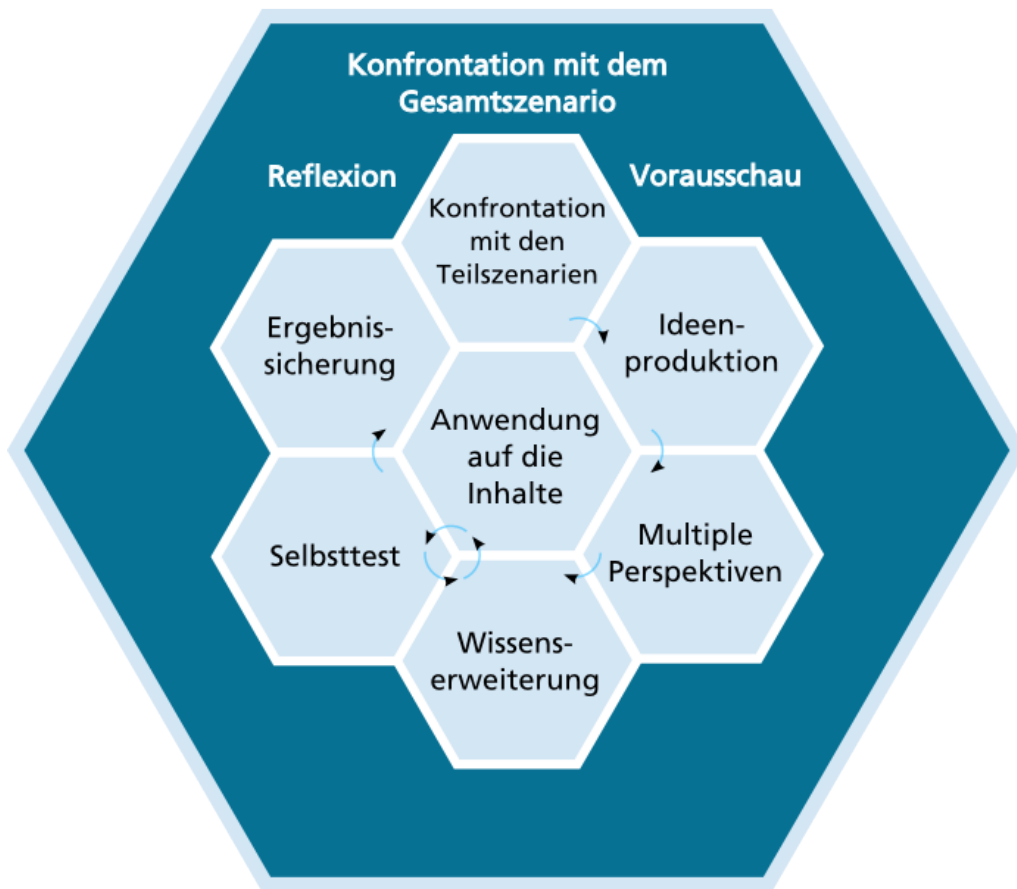 Konfrontation mit dem
Gesamtszenario
Reflexion
Vorausschau
Konfrontation
mit den
Teilszenarien
Ergebnis-
sicherung
Ideen-
produktion
Anwendung
auf die
Inhalte
Selbsttest
Multiple
Perspektiven
Wissens-
erweiterung